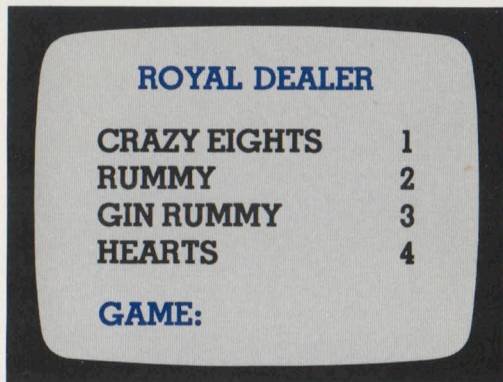 ROYAL DEALER
CRAZY EIGHTS 1
RUMMY 2
GIN RUMMY 3
HEARTS 4
GAME: